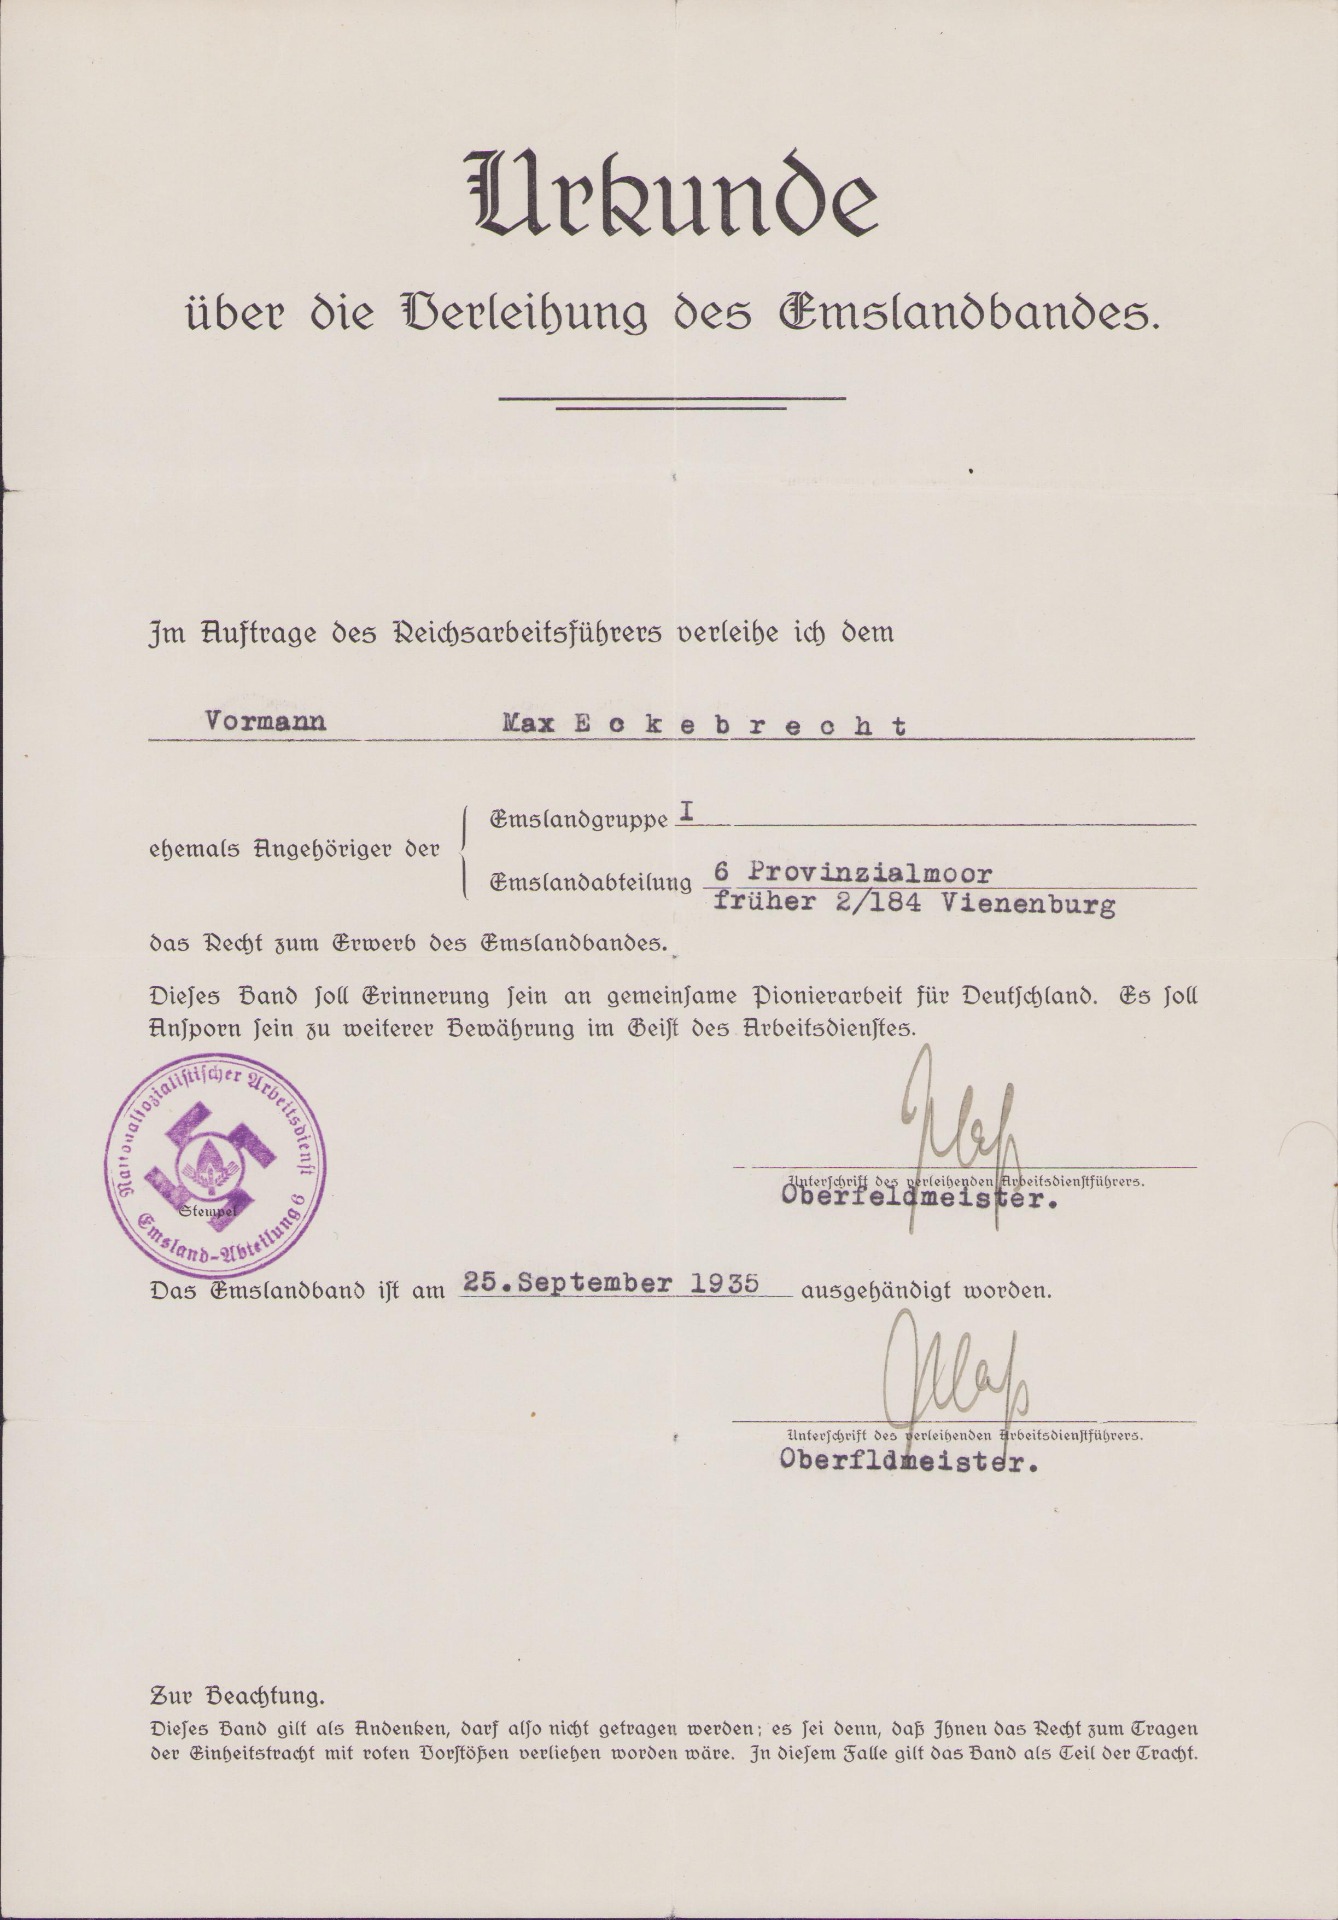 Urkunde
über die Verleihung des Emslandbandes.
Im Auftrage des Reichsarbeitsführers verleihe ich dem
Vormann Max E c k e b r e c h t
ehemals Angehöriger der
Emslandgruppe I
Emslandabteilung 6 Provinzialmoor
früher 2/184 Vienenburg
das Recht zum Erwerb des Emslandbandes.
Dieses Band soll Erinnerung sein an gemeinsame Pionierarbeit für Deutschland. Es soll
Ansporn sein zu weiterer Bewährung im Geist des Arbeitsdienstes.
Nationalsozialistischer Arbeitsdienst
Emsland-Abteilung 6
Stempel
Unterschrift des verleihenden Arbeitsdienstführers.
Oberfeldmeister.
Das Emslandband ist am 25.September 1935 ausgehändigt worden.
Unterschrift des verleihenden Arbeitsdienstführers.
Oberfldmeister.
Zur Beachtung.
Dieses Band gilt als Andenken, darf also nicht getragen werden; es sei denn, daß Ihnen das Recht zum Tragen
der Einheitstracht mit roten Vorstößen verliehen worden wäre. In diesem Falle gilt das Band als Teil der Tracht.